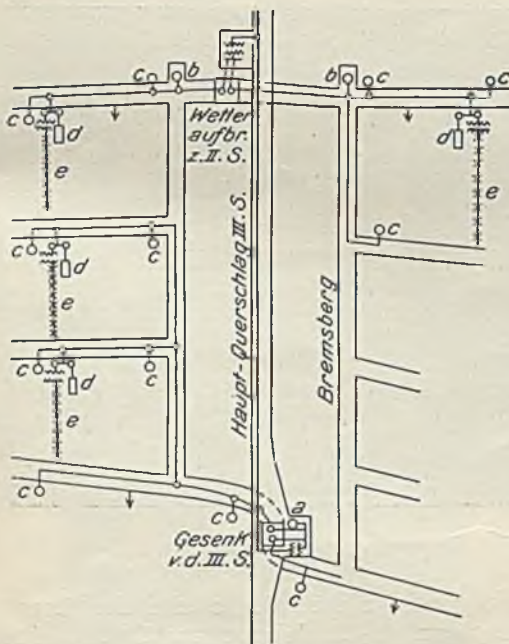 c
b
b
c
c
c
d
Wetter
aufbr.
z. II. S.
d
e
e
c
c
c
d
e
Haupt-Querschlag III. S.
Bremsberg
c
d
c
e
c
c
a
Gesenk
v. d. III. S.
c